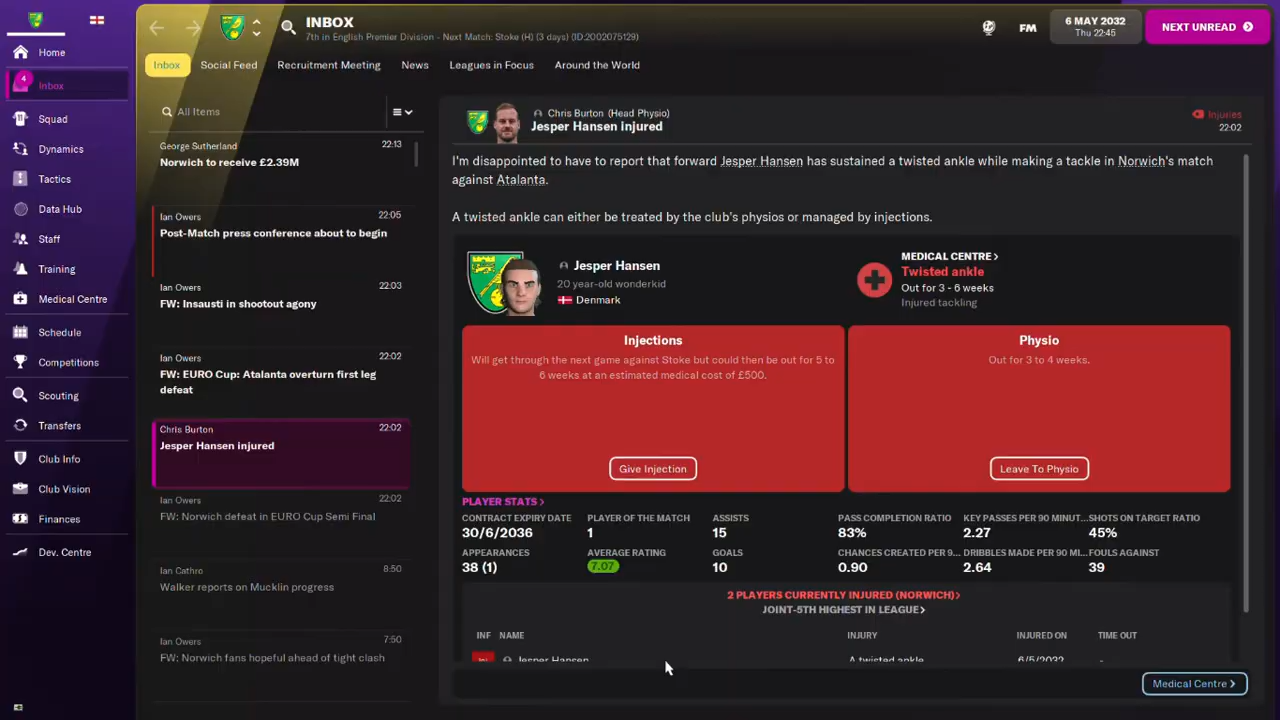 INBOX
7th in English Premier Division - Next Match: Stoke (H) (3 days) (ID:2002075129)
FM
6 MAY 2032
Thu 22:45
NEXT UNREAD
Home
4
Inbox
Squad
Dynamics
Tactics
Data Hub
Staff
Training
Medical Centre
Schedule
Competitions
Scouting
Transfers
Club Info
Club Vision
Finances
Dev. Centre
Inbox
Social Feed
Recruitment Meeting
News
Leagues in Focus
Around the World
All Items
George Sutherland 22:13
Norwich to receive £2.39M
Ian Owers 22:05
Post-Match press conference about to begin
Ian Owers 22:03
FW: Insausti in shootout agony
Ian Owers 22:02
FW: EURO Cup: Atalanta overturn first leg
defeat
Chris Burton 22:02
Jesper Hansen injured
Ian Owers 22:02
FW: Norwich defeat in EURO Cup Semi Final
Ian Cathro 8:50
Walker reports on Mucklin progress
Ian Owers 7:50
FW: Norwich fans hopeful ahead of tight clash
Chris Burton (Head Physio)
Jesper Hansen injured
Injuries
22:02
I'm disappointed to have to report that forward Jesper Hansen has sustained a twisted ankle while making a tackle in Norwich's match
against Atalanta.
A twisted ankle can either be treated by the club's physios or managed by injections.
Jesper Hansen
20 year-old wonderkid
Denmark
MEDICAL CENTRE >
Twisted ankle
Out for 3 - 6 weeks
Injured tackling
Injections
Will get through the next game against Stoke but could then be out for 5 to
6 weeks at an estimated medical cost of £500.
Give Injection
Physio
Out for 3 to 4 weeks.
Leave To Physio
PLAYER STATS >
CONTRACT EXPIRY DATE
30/6/2036
PLAYER OF THE MATCH
1
ASSISTS
15
PASS COMPLETION RATIO
83%
KEY PASSES PER 90 MINUT...
2.27
SHOTS ON TARGET RATIO
45%
APPEARANCES
38 (1)
AVERAGE RATING
7.07
GOALS
10
CHANCES CREATED PER 9...
0.90
DRIBBLES MADE PER 90 MI...
2.64
FOULS AGAINST
39
2 PLAYERS CURRENTLY INJURED (NORWICH) >
JOINT-5TH HIGHEST IN LEAGUE >
INF NAME INJURY INJURED ON TIME OUT
Jesper Hansen A twisted ankle 6/5/2032 -
Medical Centre >